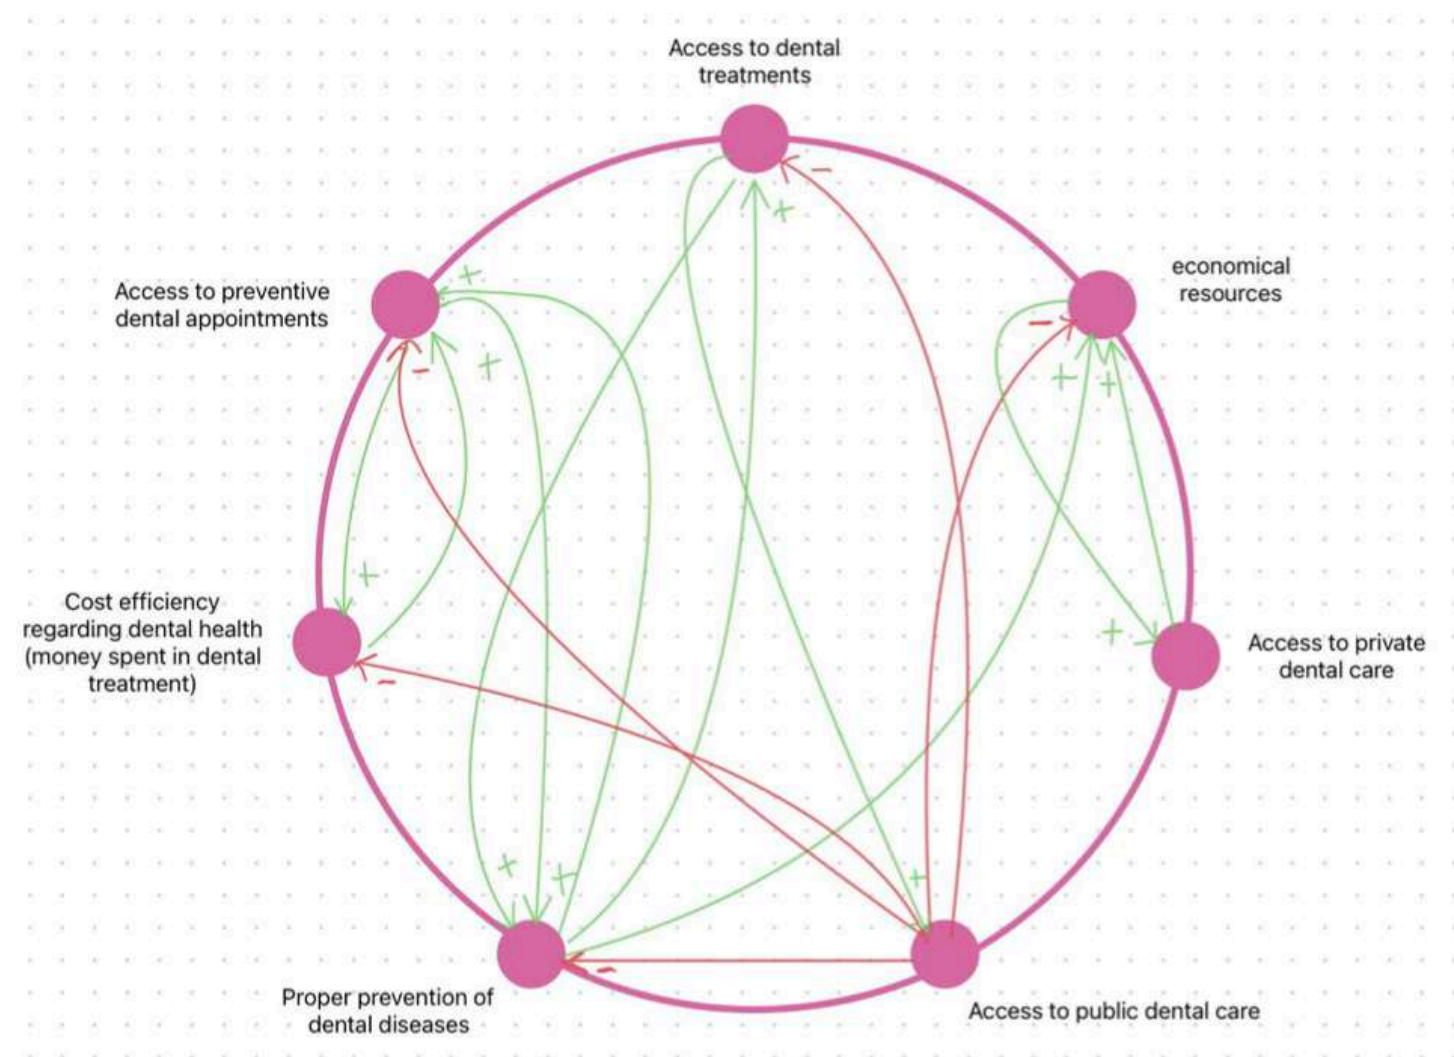 Access to dental
treatments
+
-
economical
resources
-
+
+
Access to preventive
dental appointments
+
+
-
Cost efficiency
regarding dental health
(money spent in dental
treatment)
+
-
Access to private
dental care
+
Proper prevention of
dental diseases
+
+
-
Access to public dental care
+